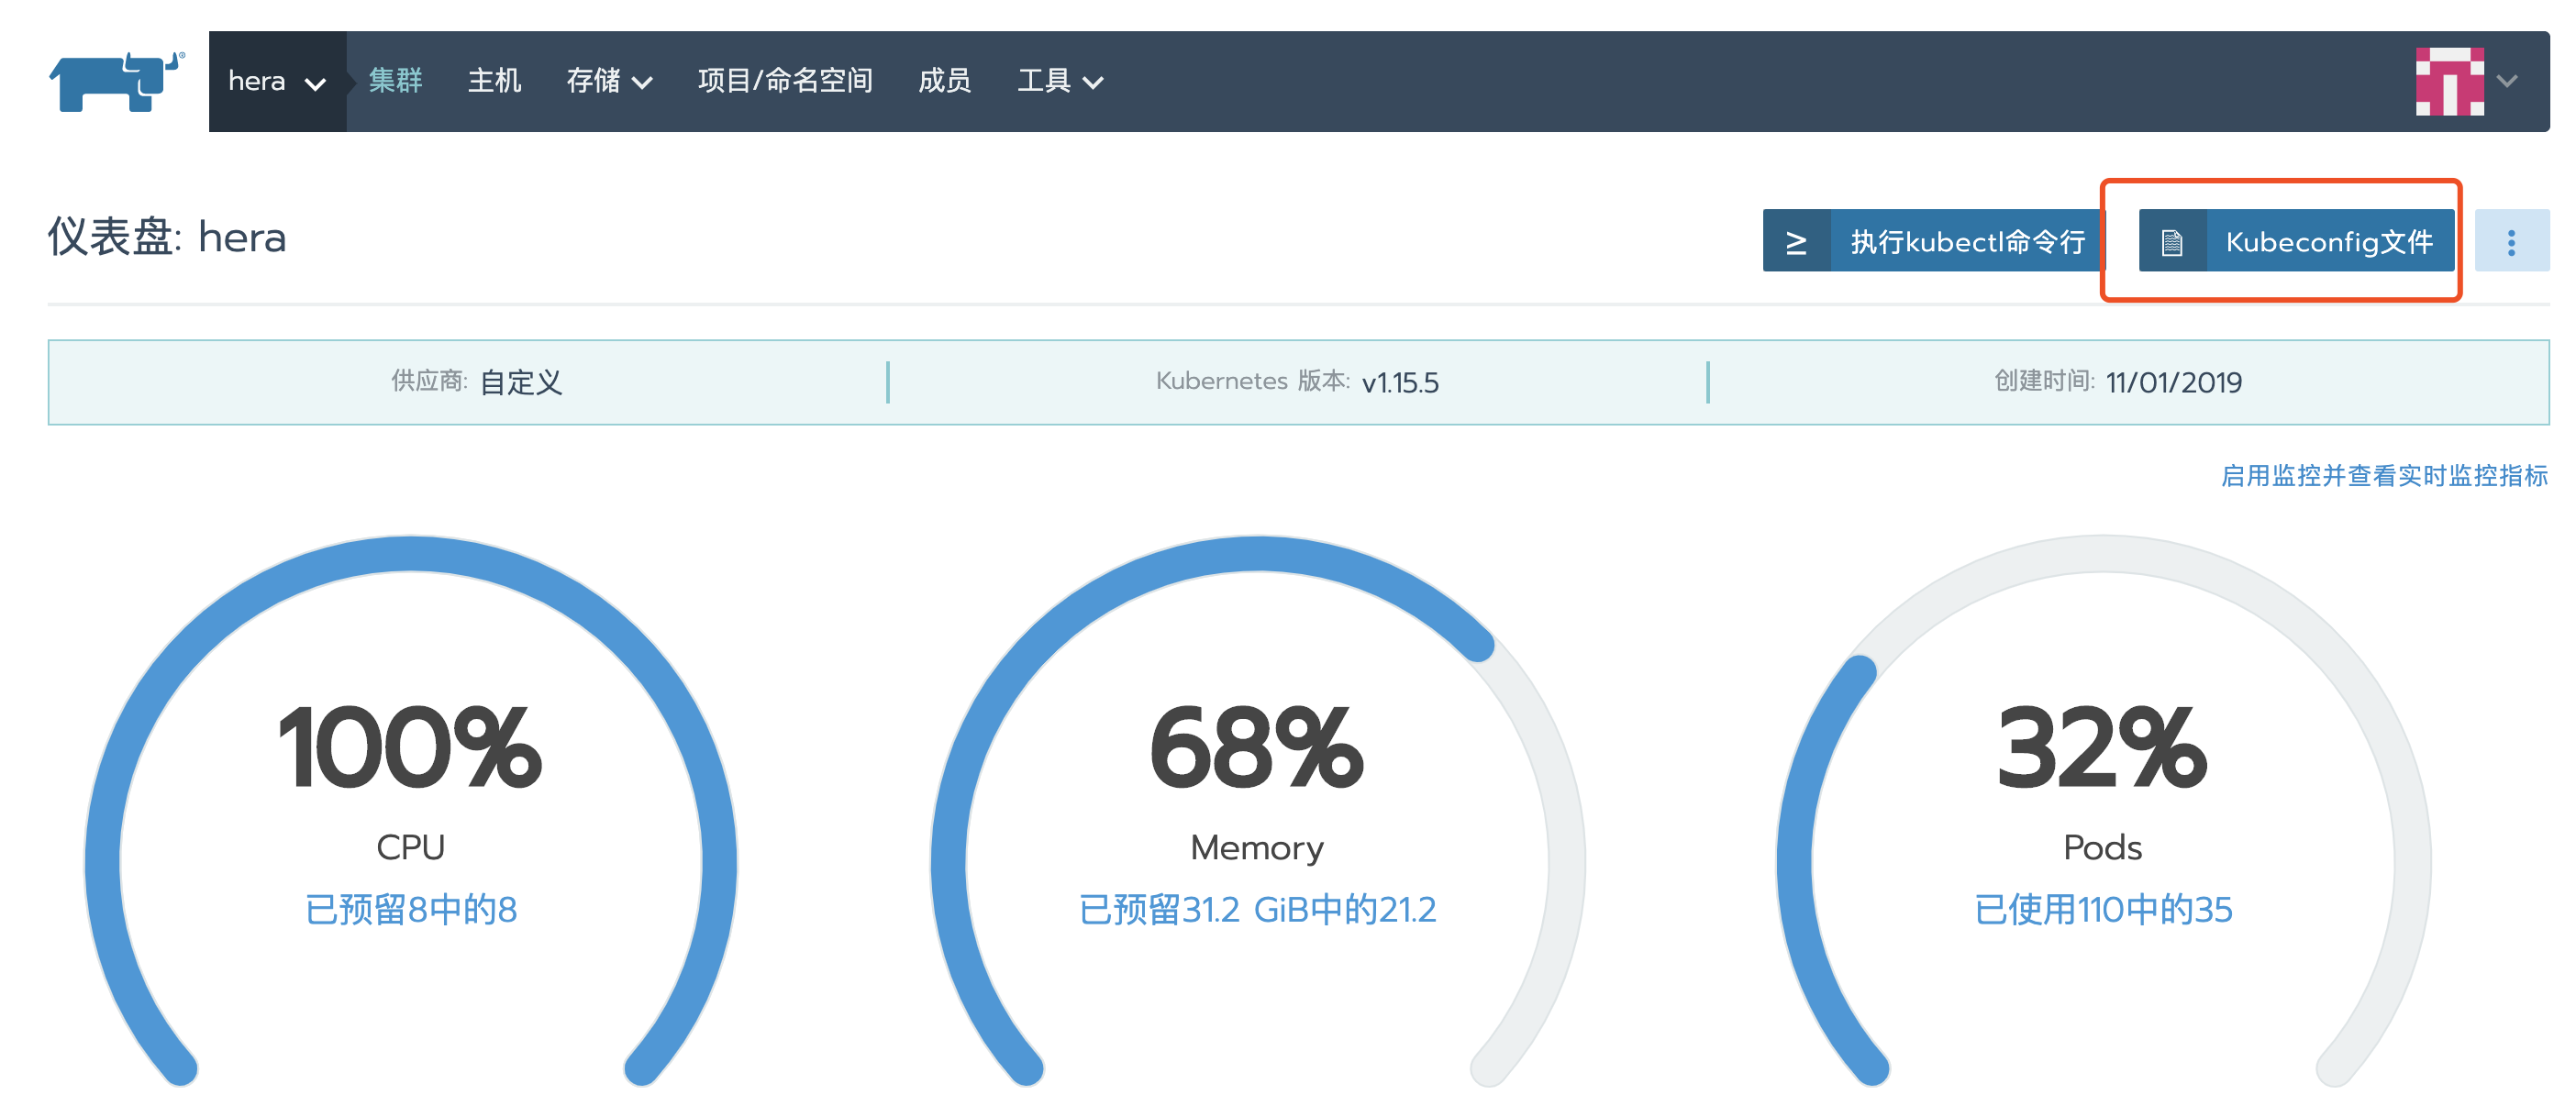 hera 集群 主机 存储 项目/命名空间 成员 工具
仪表盘: hera
执行kubectl命令行 Kubeconfig文件
供应商: 自定义 Kubernetes 版本: v1.15.5 创建时间: 11/01/2019
启用监控并查看实时监控指标
100% 68% 32%
CPU Memory Pods
已预留8中的8 已预留31.2 GiB中的21.2 已使用110中的35